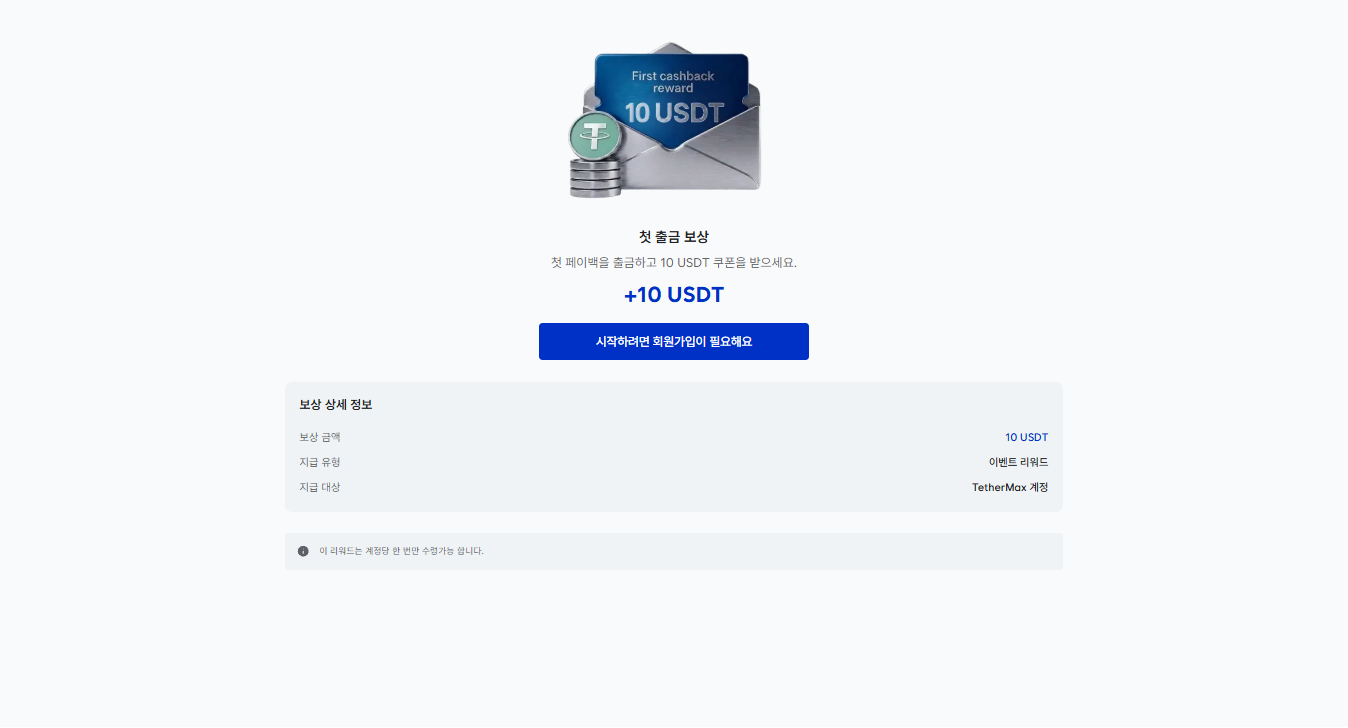 First cashback
reward
10 USDT
첫 출금 보상
첫 페이백을 출금하고 10 USDT 쿠폰을 받으세요.
+10 USDT
시작하려면 회원가입이 필요해요
보상 상세 정보
보상 금액 10 USDT
지급 유형 이벤트 리워드
지급 대상 TetherMax 계정
이 리워드는 계정당 한 번만 수령가능 합니다.